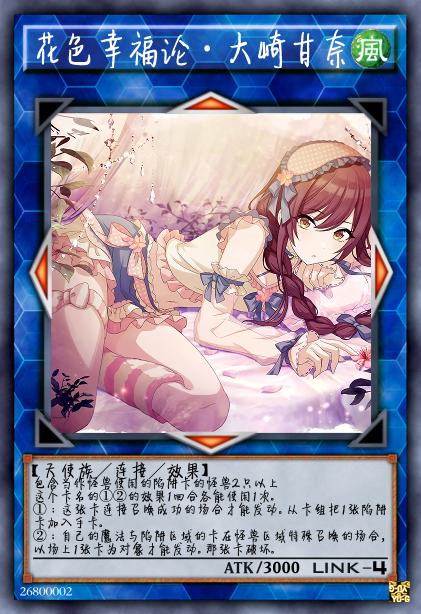 花色幸福论·大崎甘奈
風
【天使族／连接／效果】
包含当作怪兽使用的陷阱卡的怪兽2只以上
这个卡名的①②的效果1回合各能使用1次。
①：这张卡连接召唤成功的场合才能发动。从卡组把1张陷阱
卡加入手卡。
②：自己的魔法与陷阱区域的卡在怪兽区域特殊召唤的场合，
以场上1张卡为对象才能发动。那张卡破坏。
ATK/3000 LINK-4
26800002